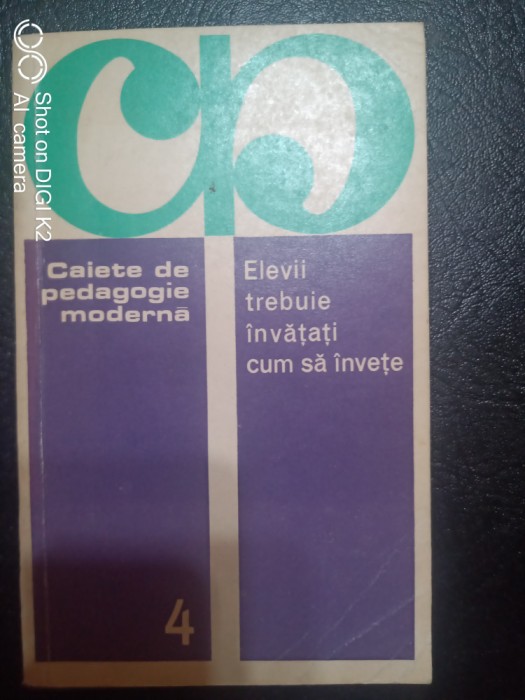 Caiete de
pedagogie
modernă
Elevii
trebuie
învățați
cum să învețe
4
Shot on DIGI K2
AI camera